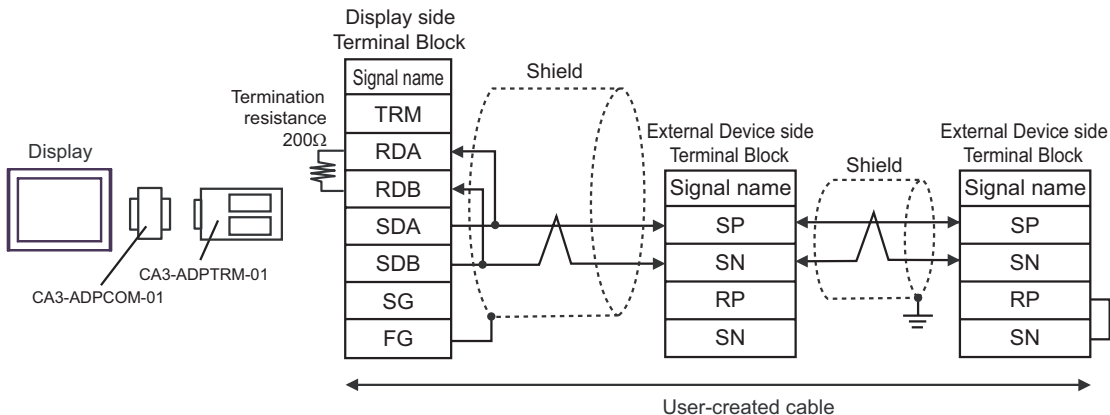 Display side
Terminal Block
Signal name
TRM
RDA
RDB
SDA
SDB
SG
FG
Termination
resistance
200Ω
Shield
Display
CA3-ADPTRM-01
CA3-ADPCOM-01
External Device side
Terminal Block
Signal name
SP
SN
RP
SN
Shield
External Device side
Terminal Block
Signal name
SP
SN
RP
SN
User-created cable